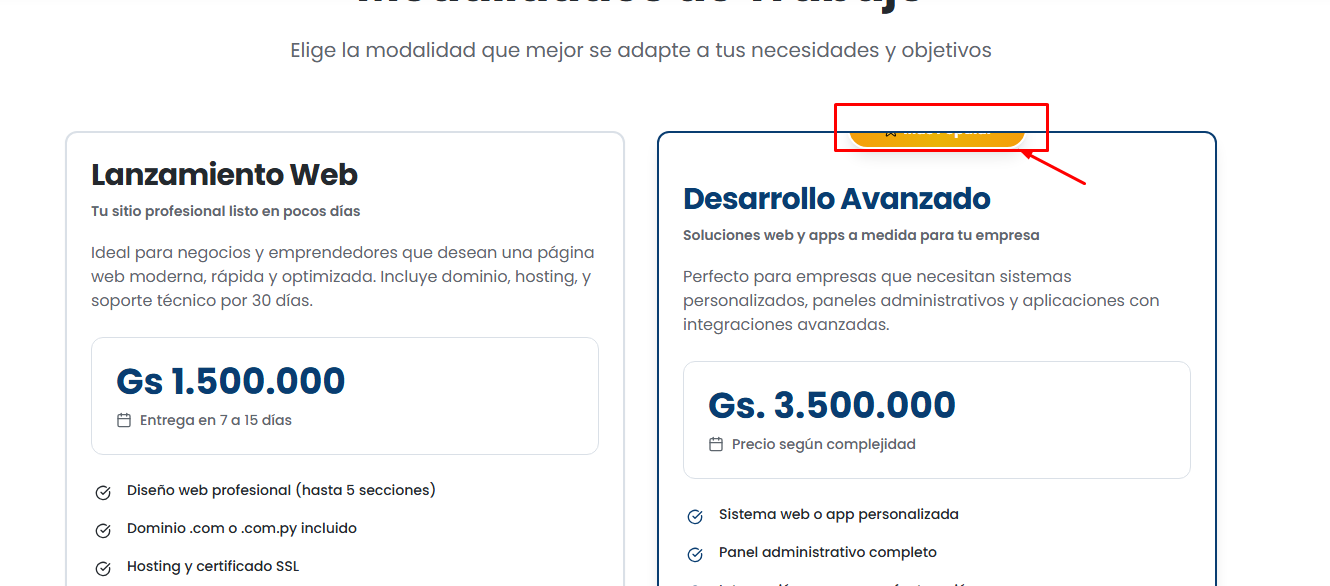 Elige la modalidad que mejor se adapte a tus necesidades y objetivos
Lanzamiento Web
Tu sitio profesional listo en pocos días
Ideal para negocios y emprendedores que desean una página
web moderna, rápida y optimizada. Incluye dominio, hosting, y
soporte técnico por 30 días.
Gs 1.500.000
Entrega en 7 a 15 días
Diseño web profesional (hasta 5 secciones)
Dominio .com o .com.py incluido
Hosting y certificado SSL
Desarrollo Avanzado
Soluciones web y apps a medida para tu empresa
Perfecto para empresas que necesitan sistemas
personalizados, paneles administrativos y aplicaciones con
integraciones avanzadas.
Gs. 3.500.000
Precio según complejidad
Sistema web o app personalizada
Panel administrativo completo